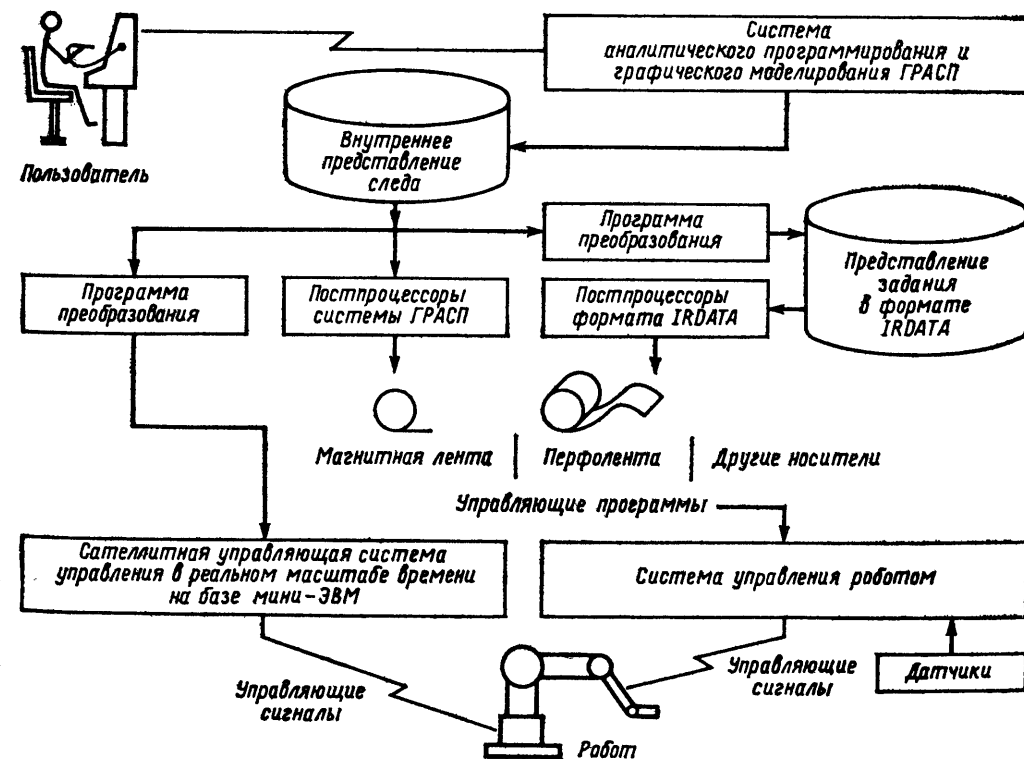 Система
аналитического программирования и
графического моделирования ГРАСП
Пользователь
Внутреннее
представление
следа
Программа
преобразования
Представление
задания
в формате
IRDATA
Программа
преобразования
Постпроцессоры
системы ГРАСП
Постпроцессоры
формата IRDATA
Магнитная лента
Перфолента
Другие носители
Управляющие программы
Сателлитная управляющая система
управления в реальном масштабе времени
на базе мини-ЭВМ
Система управления роботом
Управляющие
сигналы
Управляющие
сигналы
Датчики
Робот